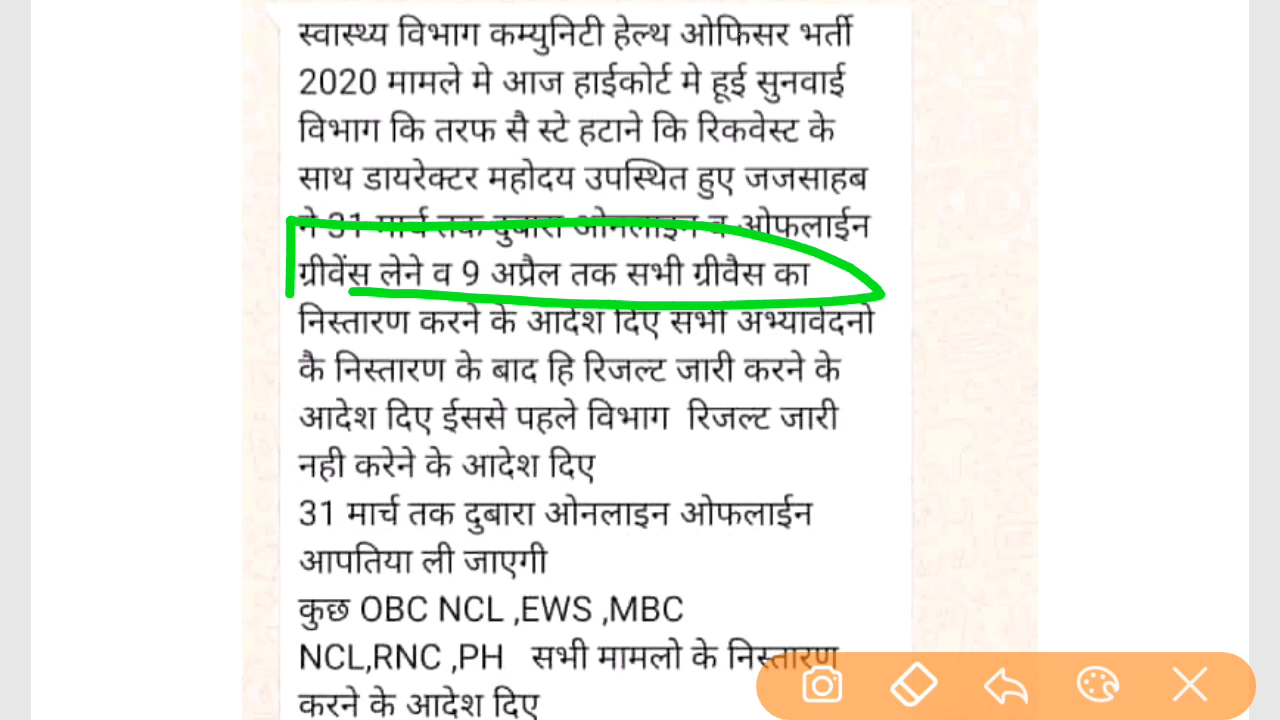 स्वास्थ्य विभाग कम्युनिटी हेल्थ ओफिसर भर्ती
2020 मामले मे आज हाईकोर्ट मे हूई सुनवाई
विभाग कि तरफ सै स्टे हटाने कि रिकवेस्ट के
साथ डायरेक्टर महोदय उपस्थित हुए जजसाहब
ने 31 मार्च तक दुबारा ओनलाइन व ओफलाईन
ग्रीवेंस लेने व 9 अप्रैल तक सभी ग्रीवैस का
निस्तारण करने के आदेश दिए सभी अभ्यावेदनो
कै निस्तारण के बाद हि रिजल्ट जारी करने के
आदेश दिए ईससे पहले विभाग रिजल्ट जारी
नही करेने के आदेश दिए
31 मार्च तक दुबारा ओनलाइन ओफलाईन
आपतिया ली जाएगी
कुछ OBC NCL ,EWS ,MBC
NCL,RNC ,PH सभी मामलो के निस्तारण
करने के आदेश दिए